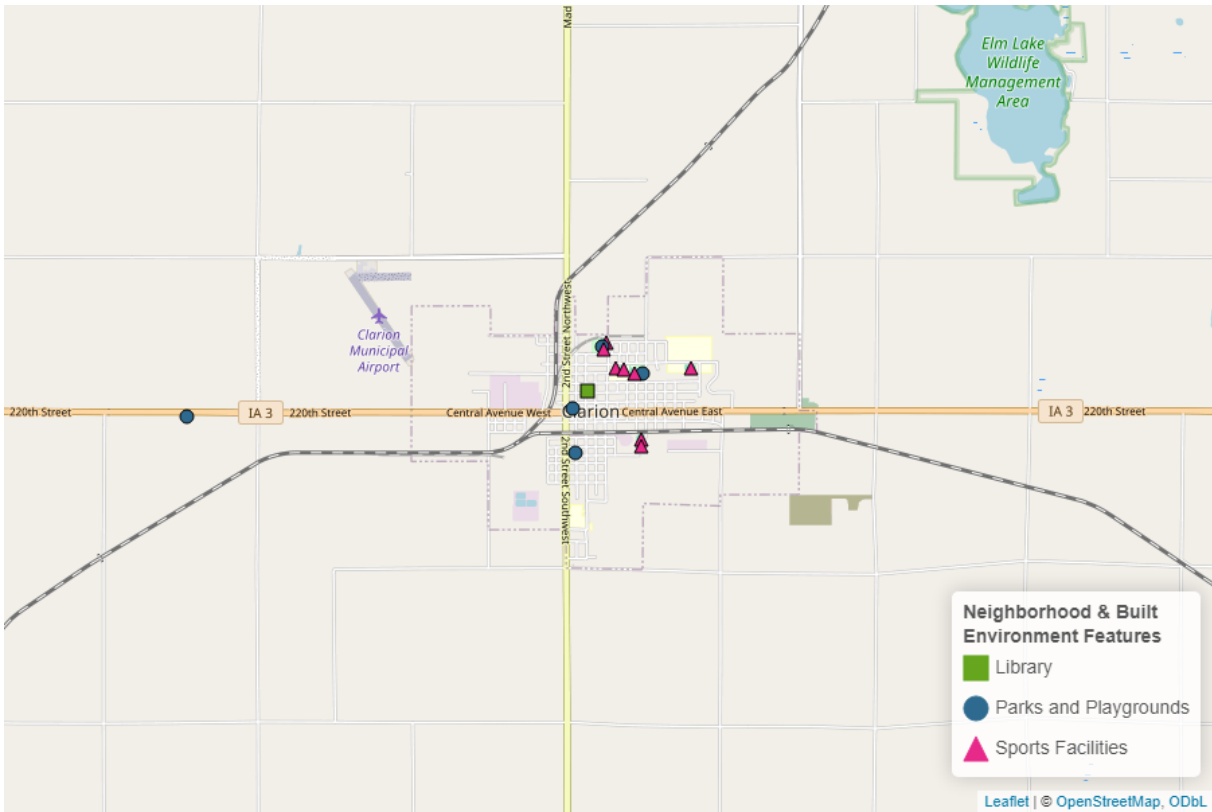 Mad
Elm Lake
Wildlife
Management
Area
2nd Street Northwest
Clarion
Municipal
Airport
220th Street
IA 3
220th Street
Central Avenue West
Clarion
Central Avenue East
IA 3
220th Street
2nd Street Southwest
Neighborhood & Built
Environment Features
Library
Parks and Playgrounds
Sports Facilities
Leaflet | © OpenStreetMap, ODbL